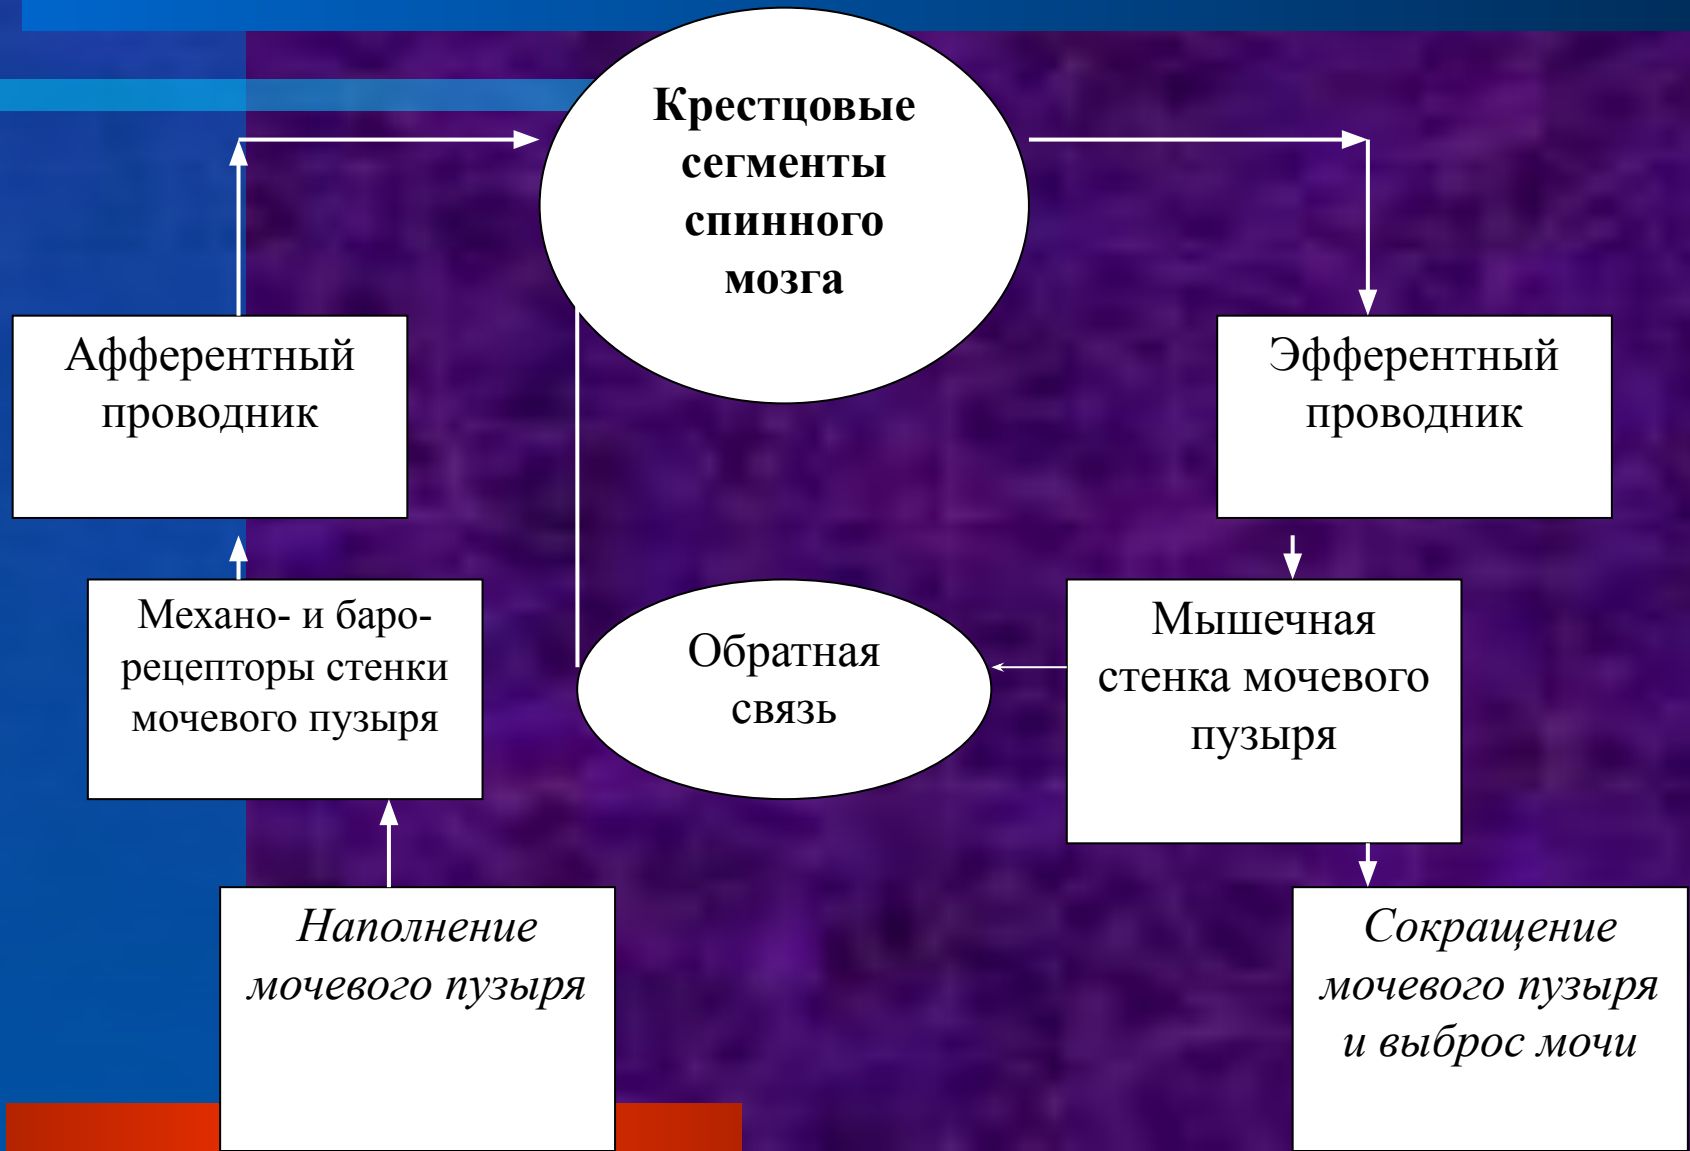 Крестцовые
сегменты
спинного
мозга
Афферентный
проводник
Эфферентный
проводник
Механо- и баро-
рецепторы стенки
мочевого пузыря
Обратная
связь
Мышечная
стенка мочевого
пузыря
Наполнение
мочевого пузыря
Сокращение
мочевого пузыря
и выброс мочи